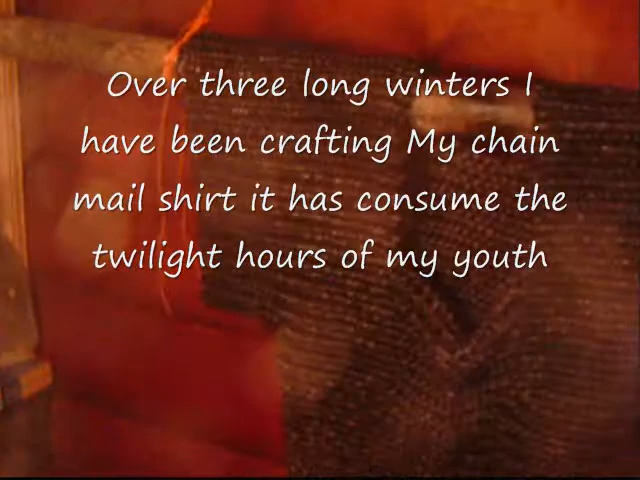 Over three long winters I
have been crafting My chain
mail shirt it has consume the
twilight hours of my youth